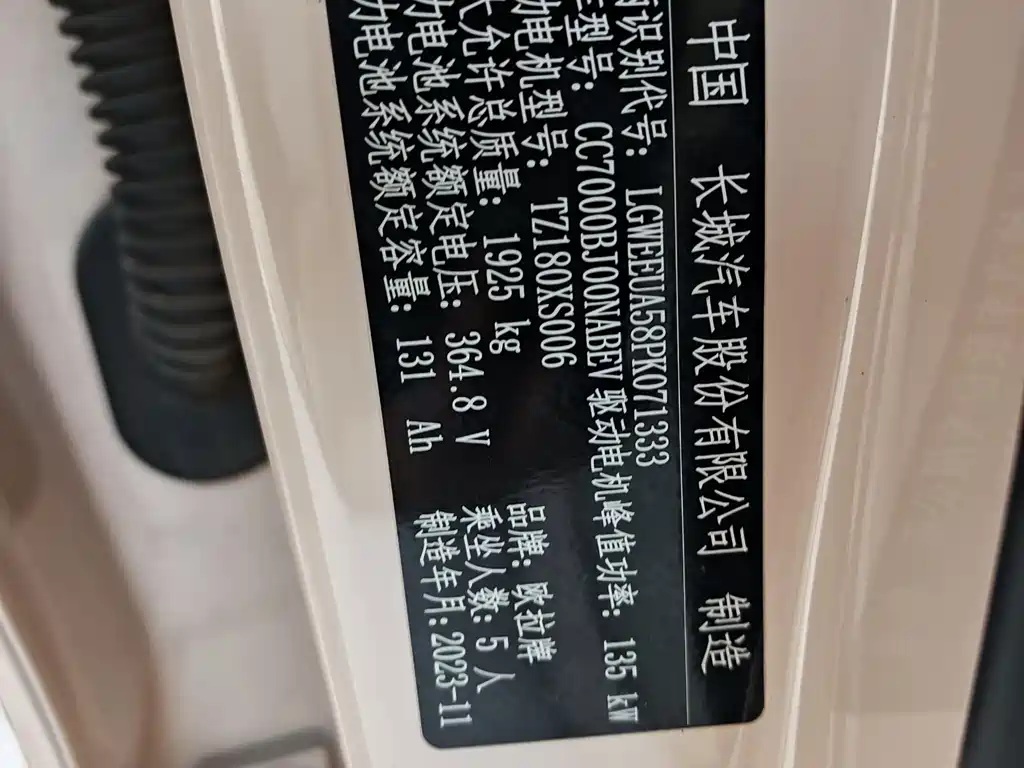 中国 长城汽车股份有限公司 制造
识别代号: LGWEEUA58PK071333
型号: CC7000BJ00NABEV 驱动电机峰值功率: 135 kW
电机型号: TZ180XS006
允许总质量: 1925 kg 品牌: 欧拉牌
力电池系统额定电压: 364.8 V 乘坐人数: 5 人
力电池系统额定容量: 131 Ah 制造年月: 2023-11